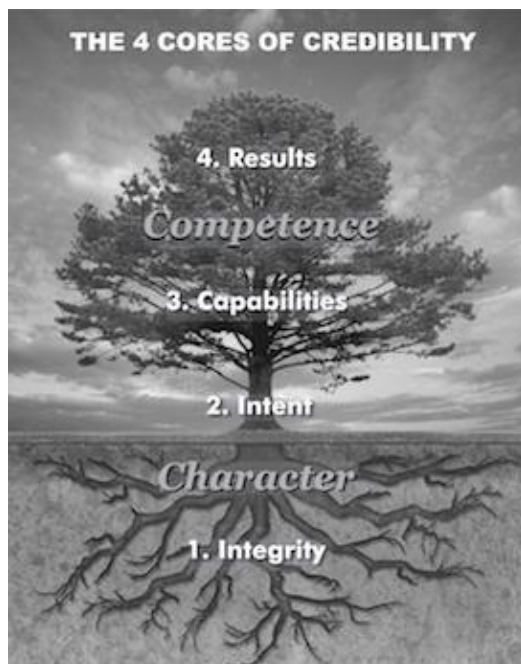 THE 4 CORES OF CREDIBILITY
4. Results
Competence
3. Capabilities
2. Intent
Character
1. Integrity